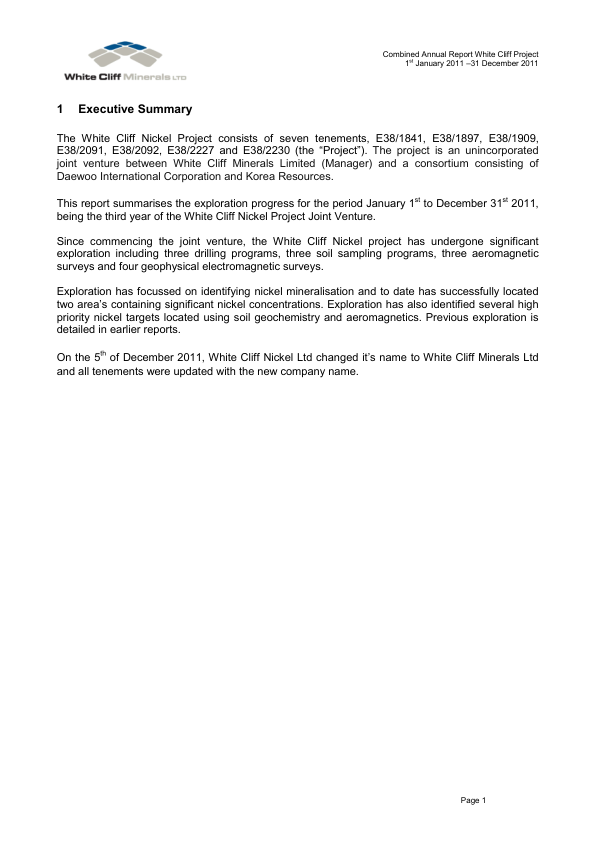 White Cliff Minerals LTD
Combined Annual Report White Cliff Project
1st January 2011 –31 December 2011
1 Executive Summary
The White Cliff Nickel Project consists of seven tenements, E38/1841, E38/1897, E38/1909,
E38/2091, E38/2092, E38/2227 and E38/2230 (the “Project”). The project is an unincorporated
joint venture between White Cliff Minerals Limited (Manager) and a consortium consisting of
Daewoo International Corporation and Korea Resources.
This report summarises the exploration progress for the period January 1st to December 31st 2011,
being the third year of the White Cliff Nickel Project Joint Venture.
Since commencing the joint venture, the White Cliff Nickel project has undergone significant
exploration including three drilling programs, three soil sampling programs, three aeromagnetic
surveys and four geophysical electromagnetic surveys.
Exploration has focussed on identifying nickel mineralisation and to date has successfully located
two area’s containing significant nickel concentrations. Exploration has also identified several high
priority nickel targets located using soil geochemistry and aeromagnetics. Previous exploration is
detailed in earlier reports.
On the 5th of December 2011, White Cliff Nickel Ltd changed it’s name to White Cliff Minerals Ltd
and all tenements were updated with the new company name.
Page 1